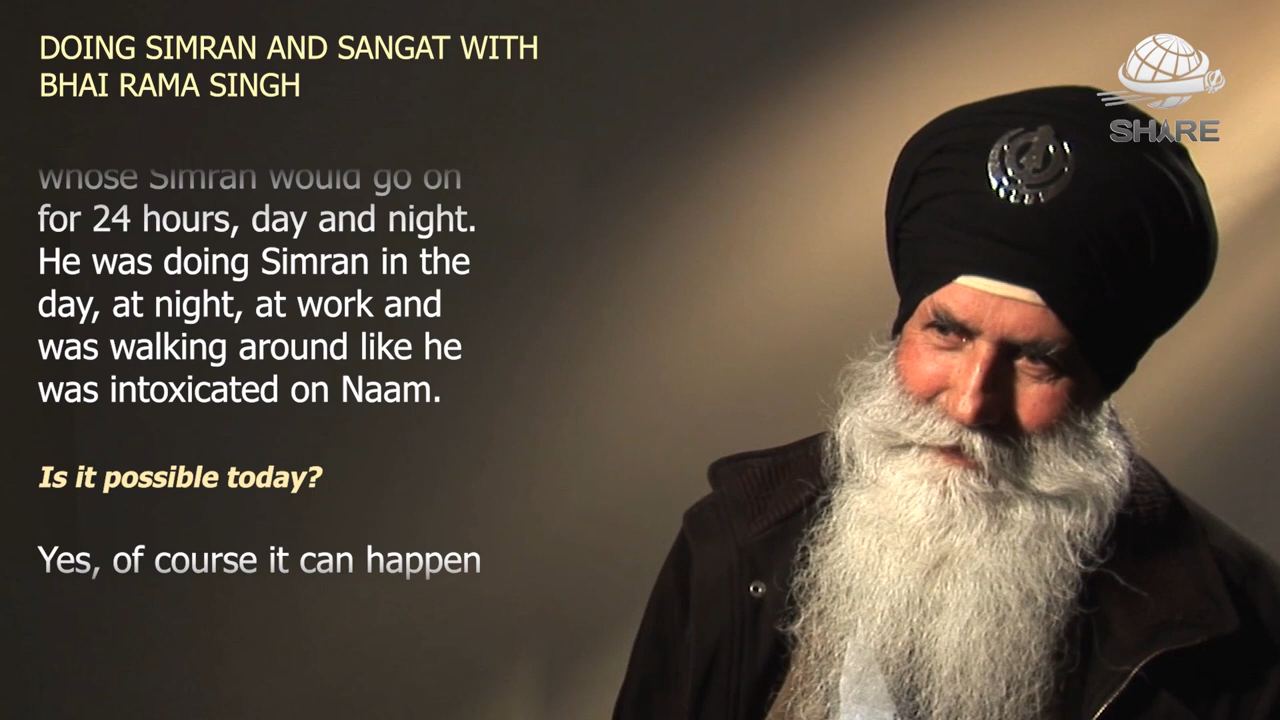 DOING SIMRAN AND SANGAT WITH
BHAI RAMA SINGH
SHARE
whose Simran would go on
for 24 hours, day and night.
He was doing Simran in the
day, at night, at work and
was walking around like he
was intoxicated on Naam.
Is it possible today?
Yes, of course it can happen